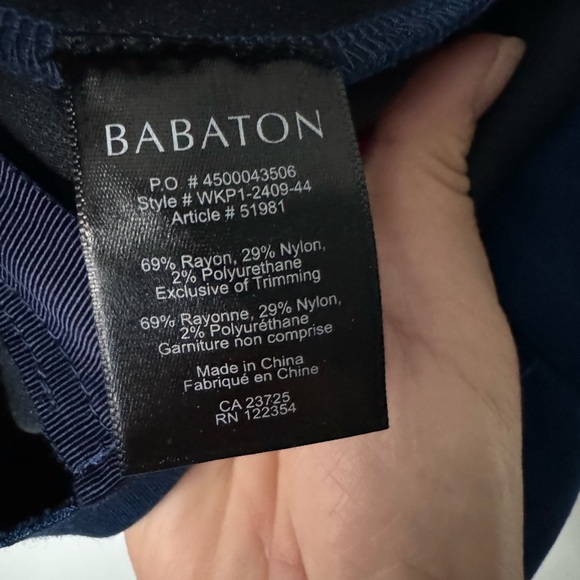 BABATON
P.O # 4500043506
Style # WKP1-2409-44
Article # 51981
69% Rayon, 29% Nylon,
2% Polyurethane
Exclusive of Trimming
69% Rayonne, 29% Nylon,
2% Polyuréthane
Garniture non comprise
Made in China
Fabriqué en Chine
CA 23725
RN 122354